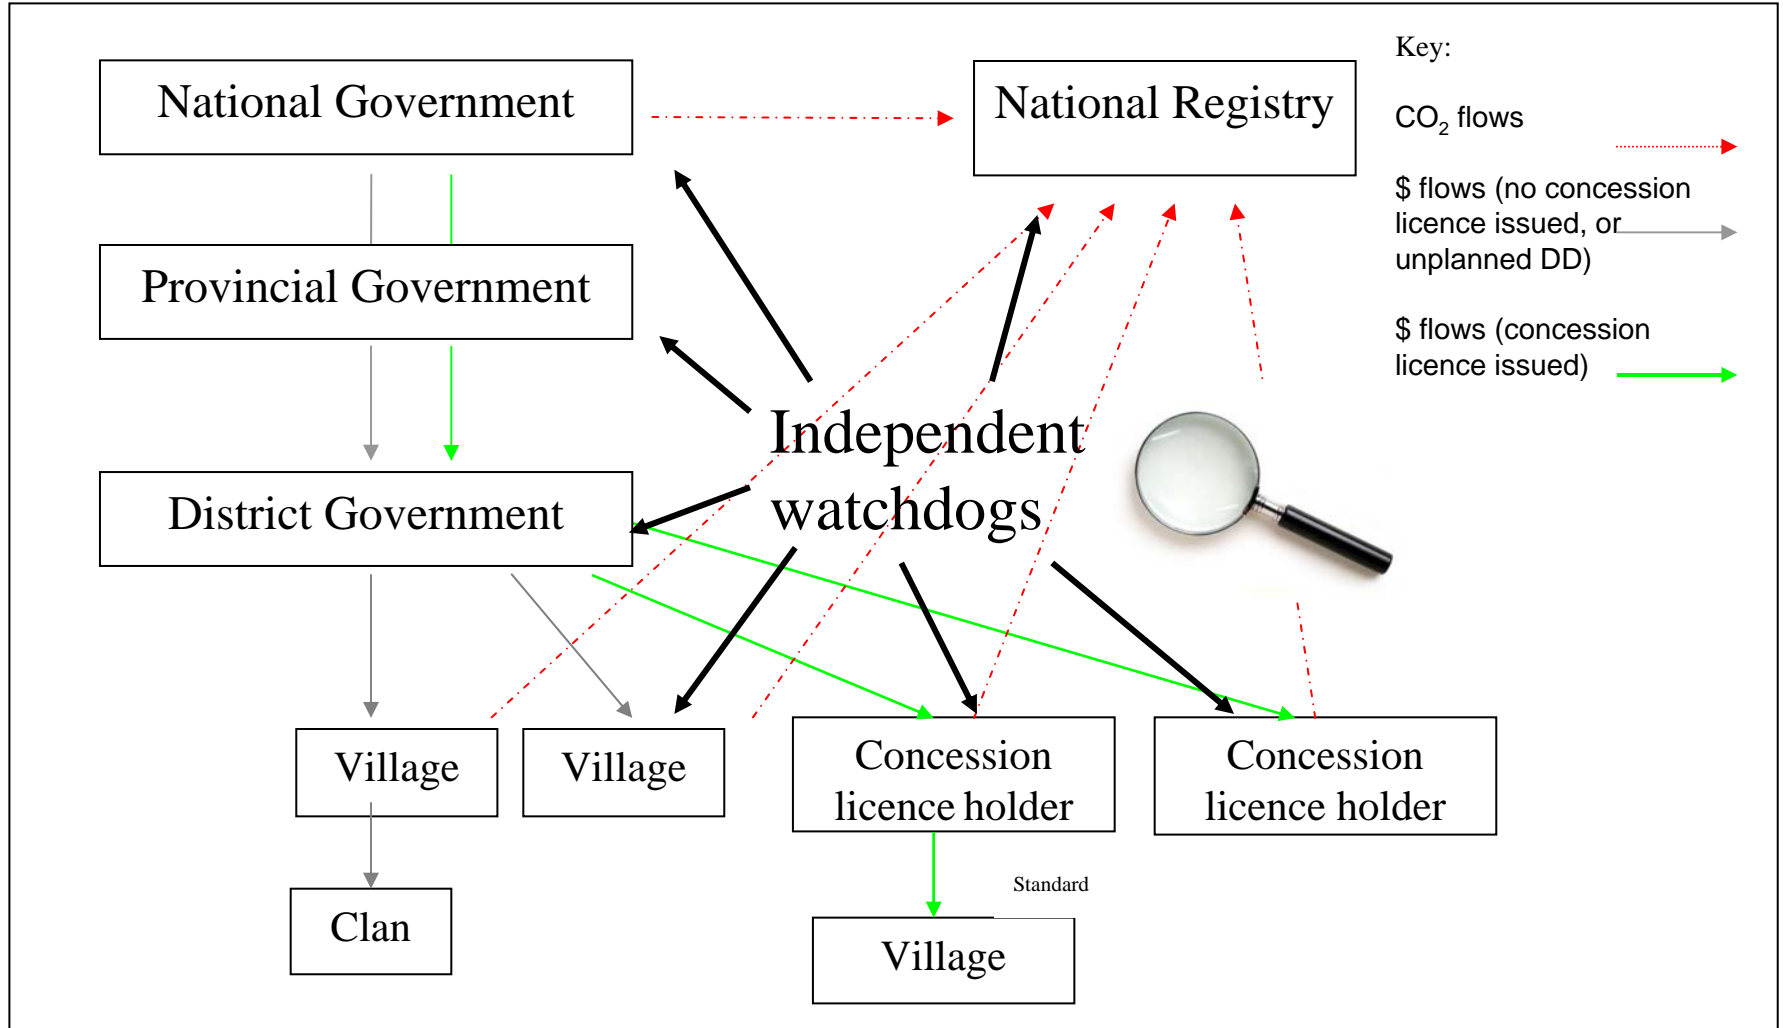 National Government
National Registry
Key:
CO₂ flows
$ flows (no concession
licence issued, or
unplanned DD)
$ flows (concession
licence issued)
Provincial Government
Independent
watchdogs
District Government
Village
Village
Concession
licence holder
Concession
licence holder
Standard
Clan
Village